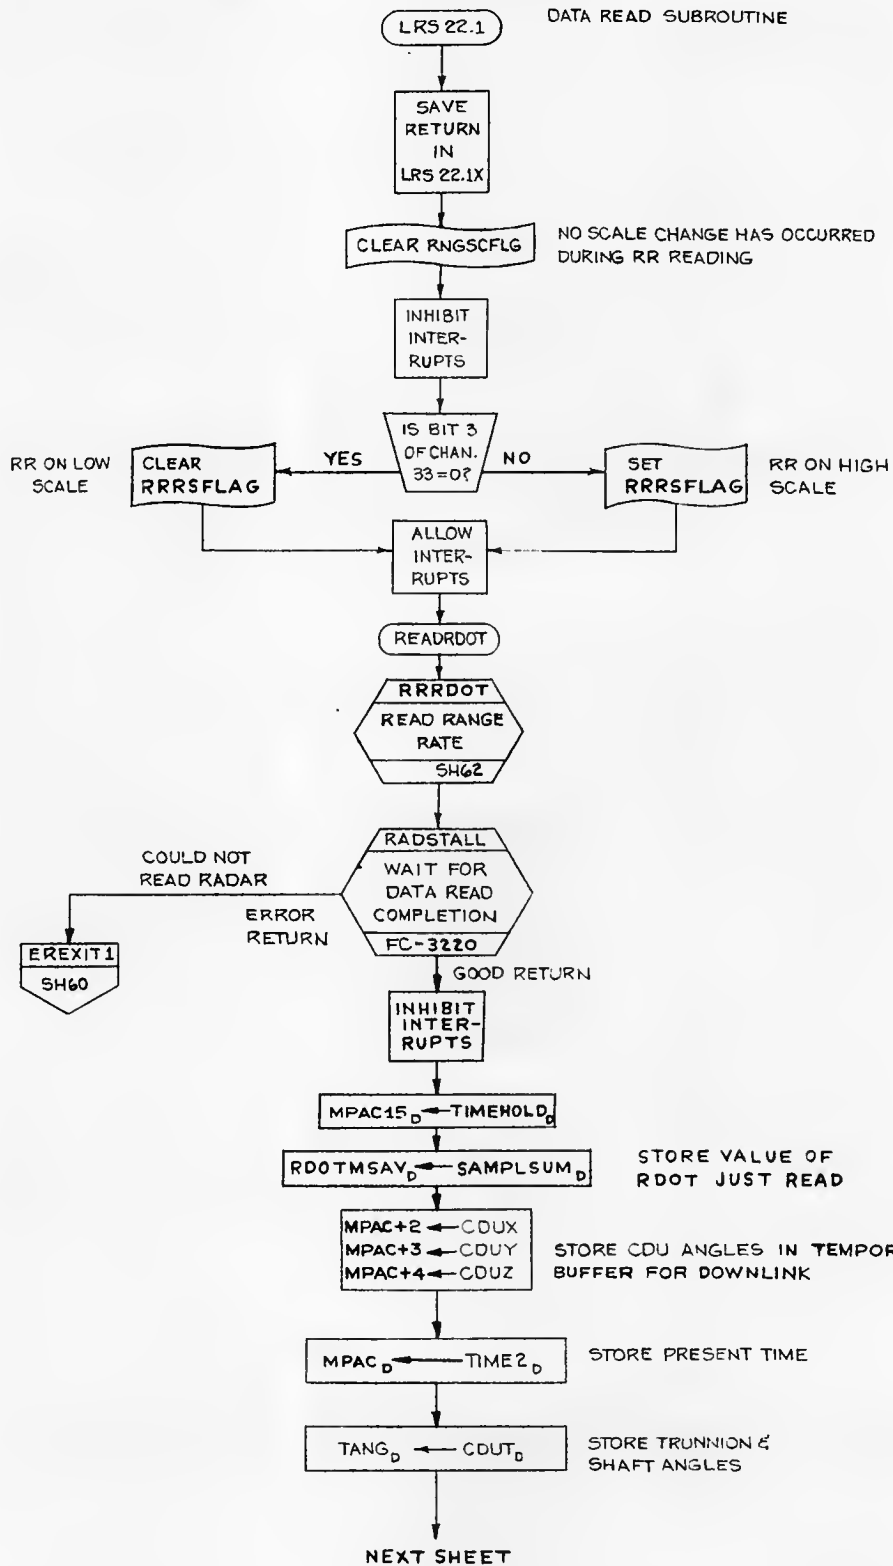 LRS 22.1
DATA READ SUBROUTINE
SAVE
RETURN
IN
LRS 22.1X
CLEAR RNGSCFLG
NO SCALE CHANGE HAS OCCURRED
DURING RR READING
INHIBIT
INTER-
RUPTS
IS BIT 3
OF CHAN.
33=0?
YES
NO
RR ON LOW
SCALE
CLEAR
RRRSFLAG
SET
RRRSFLAG
RR ON HIGH
SCALE
ALLOW
INTER-
RUPTS
READRDOT
RRRDOT
READ RANGE
RATE
SH62
RADSTALL
WAIT FOR
DATA READ
COMPLETION
FC-3220
COULD NOT
READ RADAR
ERROR
RETURN
EREXIT1
SH60
GOOD RETURN
INHIBIT
INTER-
RUPTS
MPAC15D ← TIMEHOLDD
RDOTMSAVD ← SAMPLSUMD
STORE VALUE OF
RDOT JUST READ
MPAC+2 ← CDUX
MPAC+3 ← CDUY
MPAC+4 ← CDUZ
STORE CDU ANGLES IN TEMPOR
BUFFER FOR DOWNLINK
MPACD ← TIME2D
STORE PRESENT TIME
TANGD ← CDUTD
STORE TRUNNION &
SHAFT ANGLES
NEXT SHEET